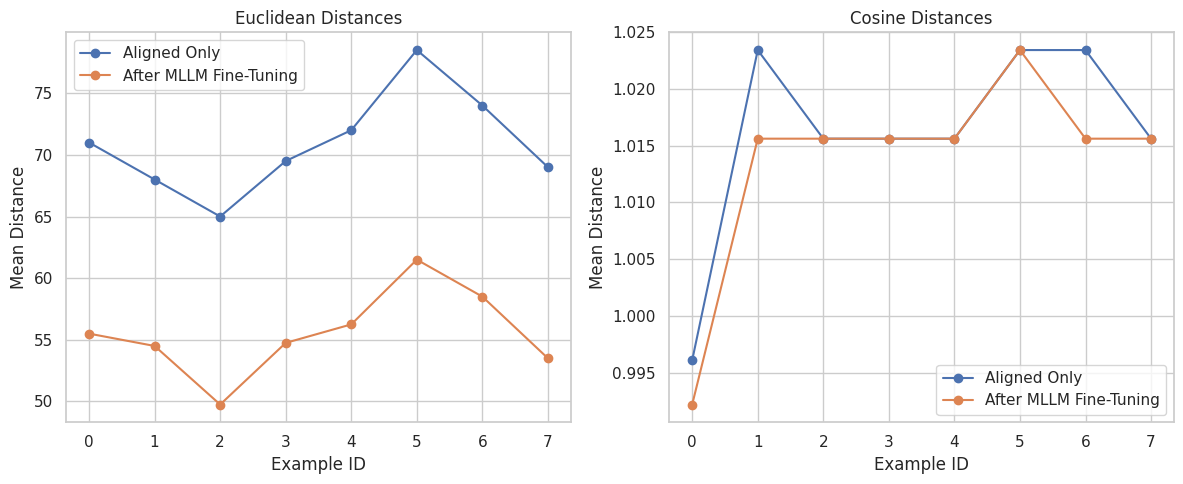 Euclidean Distances
Aligned Only
After MLLM Fine-Tuning
75
70
65
60
55
50
Mean Distance
0 1 2 3 4 5 6 7
Example ID
Cosine Distances
1.025
1.020
1.015
1.010
1.005
1.000
0.995
Mean Distance
Aligned Only
After MLLM Fine-Tuning
0 1 2 3 4 5 6 7
Example ID